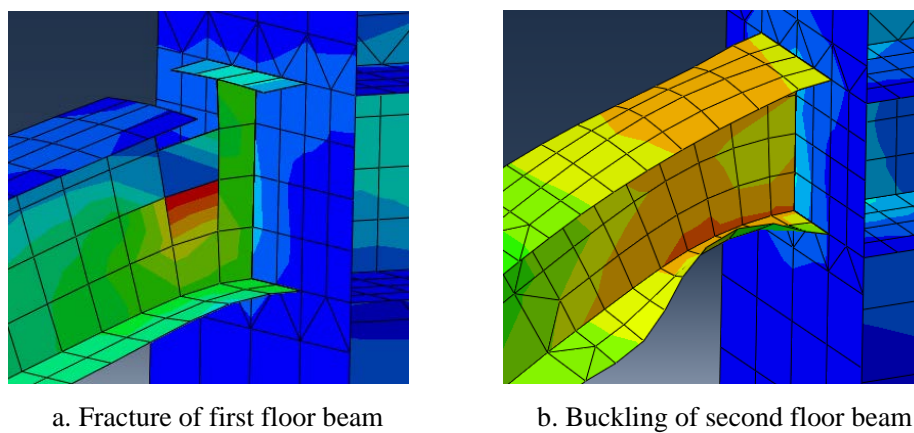 a. Fracture of first floor beam
b. Buckling of second floor beam